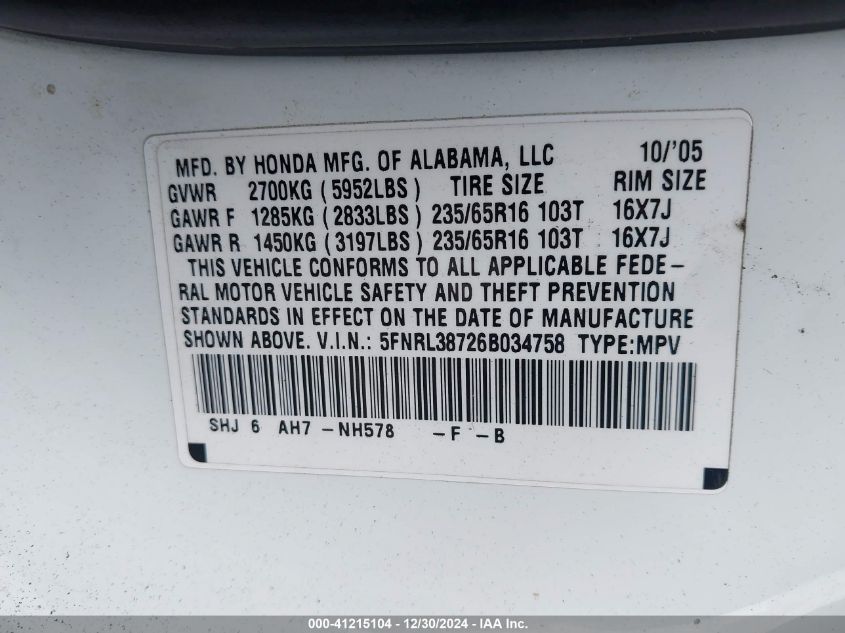 MFD. BY HONDA MFG. OF ALABAMA, LLC 10/'05
GVWR 2700KG (5952LBS) TIRE SIZE RIM SIZE
GAWR F 1285KG (2833LBS) 235/65R16 103T 16X7J
GAWR R 1450KG (3197LBS) 235/65R16 103T 16X7J
THIS VEHICLE CONFORMS TO ALL APPLICABLE FEDE-
RAL MOTOR VEHICLE SAFETY AND THEFT PREVENTION
STANDARDS IN EFFECT ON THE DATE OF MANUFACTURE
SHOWN ABOVE. V.I.N.: 5FNRL38726B034758 TYPE:MPV
SHJ 6 AH7 -NH578 -F -B
000-41215104 - 12/30/2024 - IAA Inc.